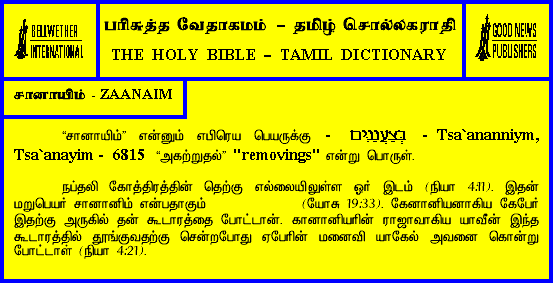 BELLWETHER
INTERNATIONAL
பரிசுத்த வேதாகமம் – தமிழ் சொல்லகராதி
THE HOLY BIBLE – TAMIL DICTIONARY
GOOD NEWS
PUBLISHERS
சானாயிம் - ZAANAIM
“சானாயிம்” என்னும் எபிரெய பெயருக்கு - בְּצַעֲנַנִּים - Tsa`ananniym,
Tsa`anayim - 6815 “அகற்றுதல்” "removings" என்று பொருள்.
நப்தலி கோத்திரத்தின் தெற்கு எல்லையிலுள்ள ஓர் இடம் (நியா 4:11). இதன்
மறுபெயர் சானானிம் என்பதாகும் (யோசு 19:33). கேனானியனாகிய கேபேர்
இதற்கு அருகில் தன் கூடாரத்தை போட்டான். கானானியரின் ராஜாவாகிய யாவீன் இந்த
கூடாரத்தில் தூங்குவதற்கு சென்றபோது ஏபேரின் மனைவி யாகேல் அவனை கொன்று
போட்டாள் (நியா 4:21).